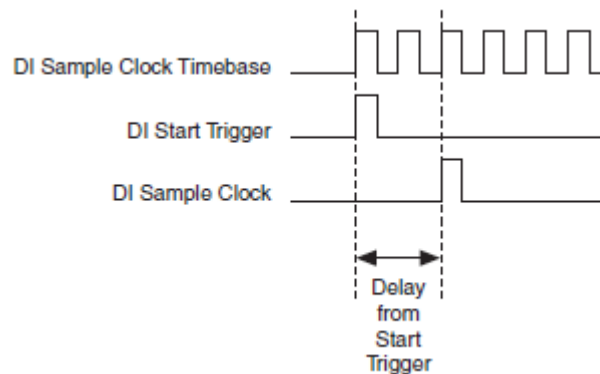 DI Sample Clock Timebase
DI Start Trigger
DI Sample Clock
Delay
from
Start
Trigger